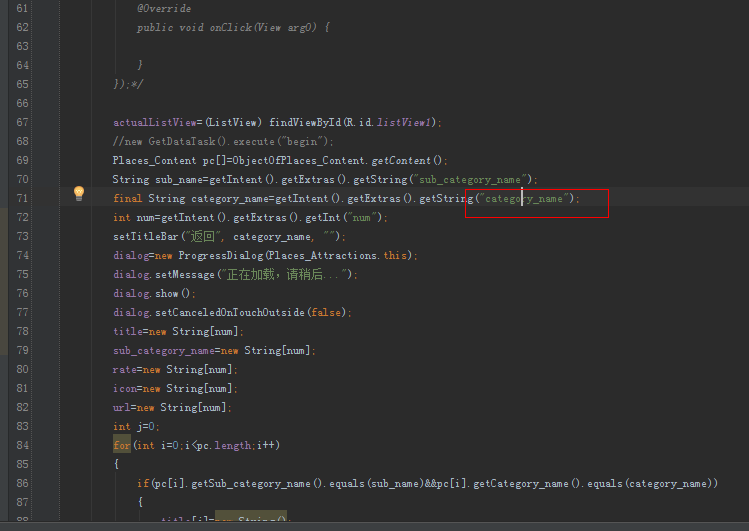 61 @Override
62 public void onClick(View arg0) {
63
64 }
65 });*/
66
67 actualListView=(ListView) findViewById(R.id.listView1);
68 //new GetDataTask().execute("begin");
69 Places_Content pc[]=ObjectOfPlaces_Content.getContent();
70 String sub_name=getIntent().getExtras().getString("sub_category_name");
71 final String category_name=getIntent().getExtras().getString("category_name");
72 int num=getIntent().getExtras().getInt("num");
73 setTitleBar("返回", category_name, "");
74 dialog=new ProgressDialog(Places_Attractions.this);
75 dialog.setMessage("正在加载，请稍后...");
76 dialog.show();
77 dialog.setCanceledOnTouchOutside(false);
78 title=new String[num];
79 sub_category_name=new String[num];
80 rate=new String[num];
81 icon=new String[num];
82 url=new String[num];
83 int j=0;
84 for(int i=0;i<pc.length;i++)
85 {
86 if(pc[i].getSub_category_name().equals(sub_name)&&pc[i].getCategory_name().equals(category_name))
87 {
88 title[j]=new String();